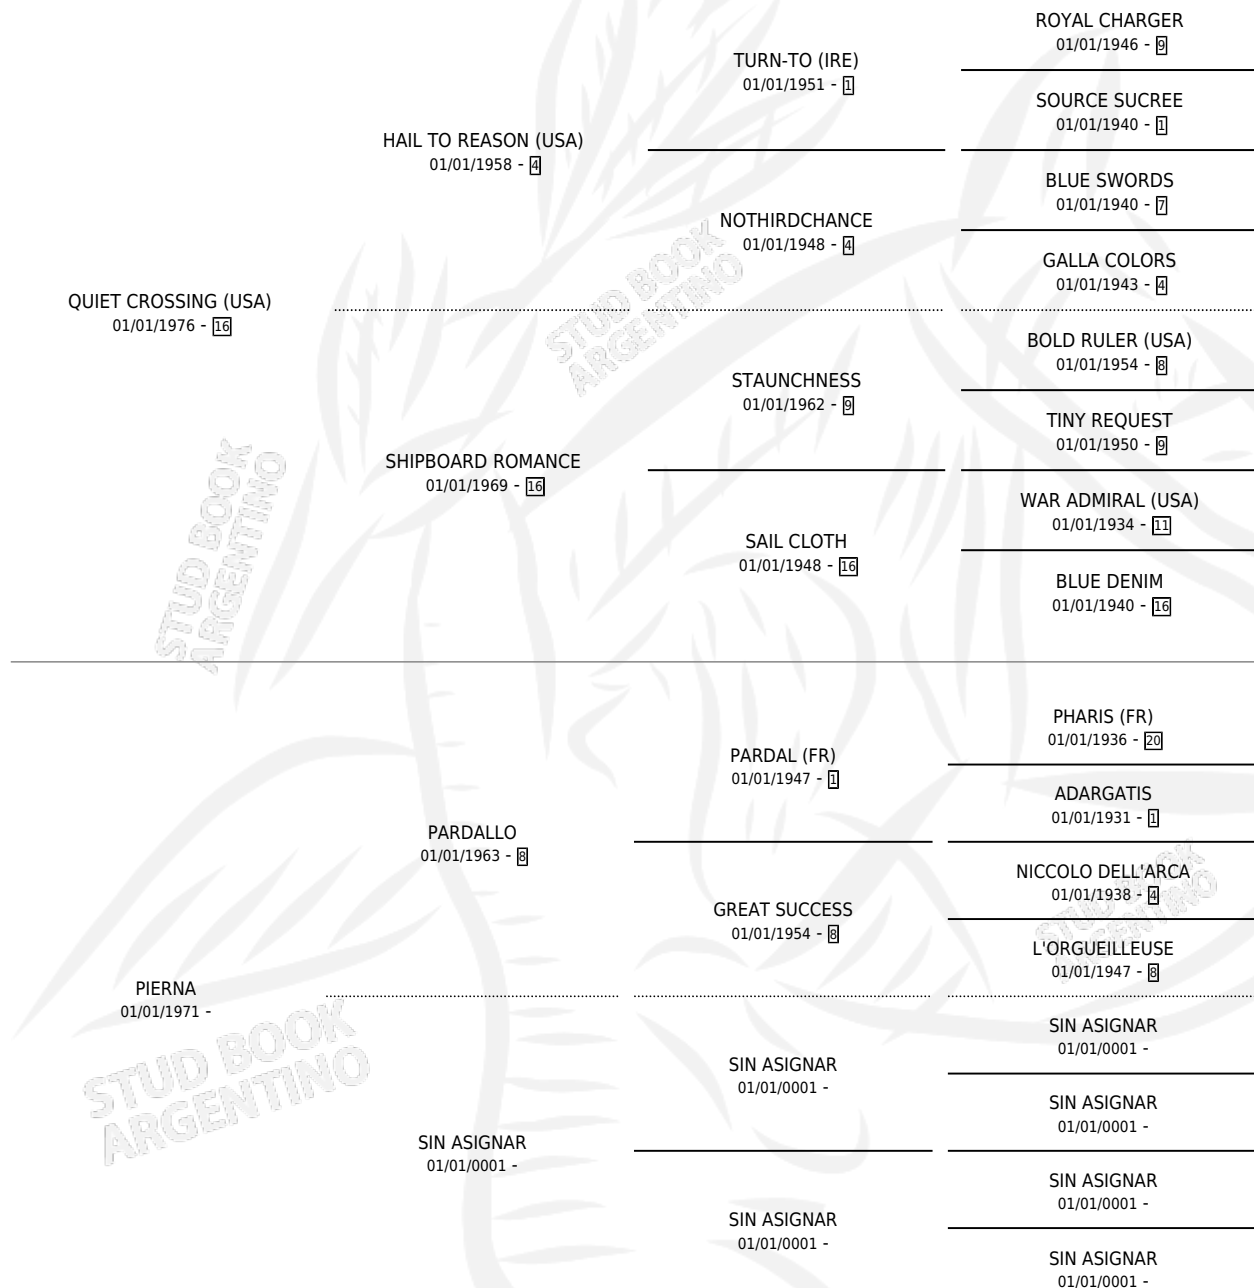 ROYAL CHARGER
01/01/1946 - 9
TURN-TO (IRE)
01/01/1951 - 1
SOURCE SUCREE
01/01/1940 - 1
HAIL TO REASON (USA)
01/01/1958 - 4
BLUE SWORDS
01/01/1940 - 7
NOTHIRDCHANCE
01/01/1948 - 4
GALLA COLORS
01/01/1943 - 4
QUIET CROSSING (USA)
01/01/1976 - 16
BOLD RULER (USA)
01/01/1954 - 8
STAUNCHNESS
01/01/1962 - 9
TINY REQUEST
01/01/1950 - 9
SHIPBOARD ROMANCE
01/01/1969 - 16
WAR ADMIRAL (USA)
01/01/1934 - 11
SAIL CLOTH
01/01/1948 - 16
BLUE DENIM
01/01/1940 - 16
PHARIS (FR)
01/01/1936 - 20
PARDAL (FR)
01/01/1947 - 1
ADARGATIS
01/01/1931 - 1
PARDALLO
01/01/1963 - 8
NICCOLO DELL'ARCA
01/01/1938 - 4
GREAT SUCCESS
01/01/1954 - 8
L'ORGUEILLEUSE
01/01/1947 - 8
PIERNA
01/01/1971 -
SIN ASIGNAR
01/01/0001 -
SIN ASIGNAR
01/01/0001 -
SIN ASIGNAR
01/01/0001 -
SIN ASIGNAR
01/01/0001 -
SIN ASIGNAR
01/01/0001 -
SIN ASIGNAR
01/01/0001 -
SIN ASIGNAR
01/01/0001 -
STUD BOOK
ARGENTINO
STUD BOOK
ARGENTINO
STUD BOOK
ARGENTINO
STUD BOOK
ARGENTINO